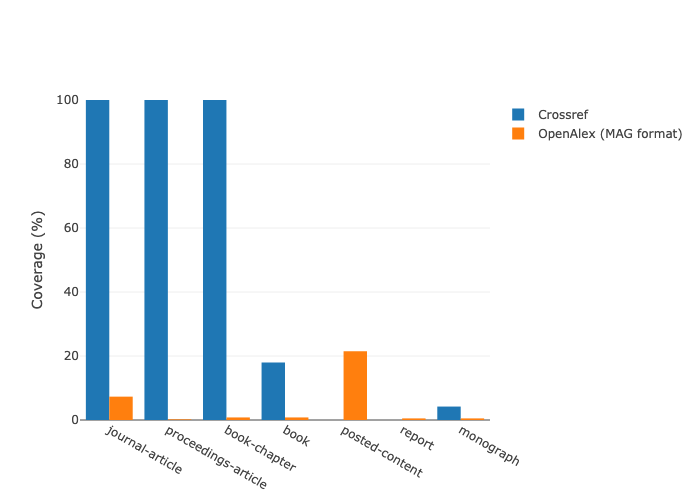 Crossref
OpenAlex (MAG format)
Coverage (%)
100
80
60
40
20
0
journal-article
proceedings-article
book-chapter
book
posted-content
report
monograph